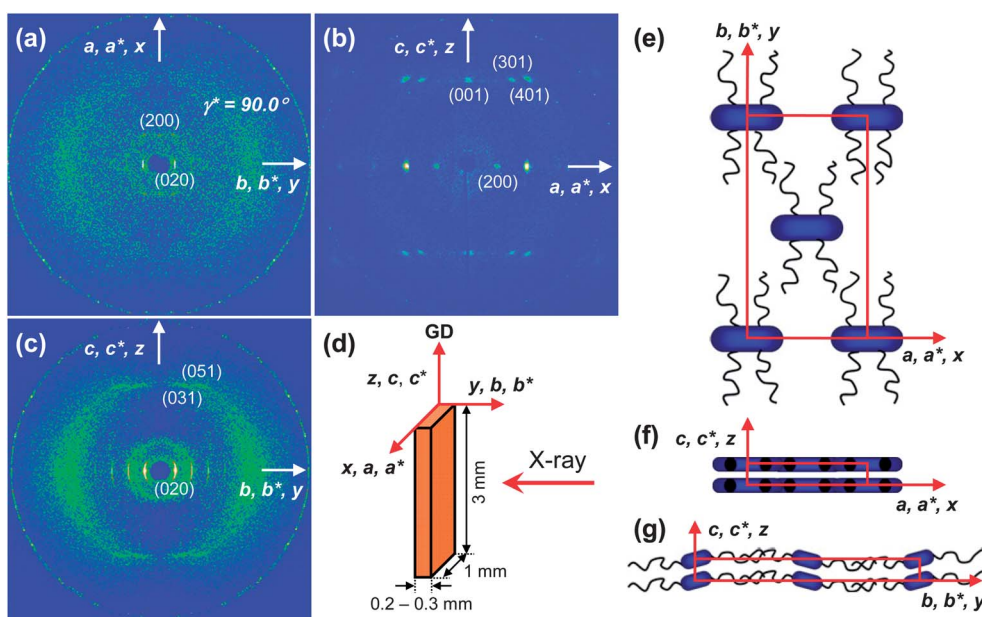 (a)
a, a*, x
γ* = 90.0°
(200)
(020)
b, b*, y
(b)
c, c*, z
(301)
(001)
(401)
(200)
a, a*, x
(c)
c, c*, z
(051)
(031)
(020)
b, b*, y
(d)
GD
z, c, c*
y, b, b*
x, a, a*
X-ray
3 mm
1 mm
0.2 – 0.3 mm
(e)
b, b*, y
a, a*, x
(f)
c, c*, z
a, a*, x
(g)
c, c*, z
b, b*, y